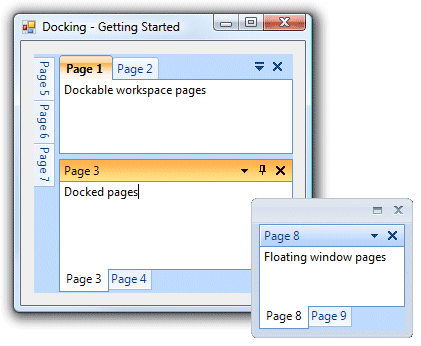 Docking - Getting Started
Page 5
Page 6
Page 7
Page 1
Page 2
Dockable workspace pages
Page 3
Docked pages
Page 3
Page 4
Page 8
Floating window pages
Page 8
Page 9